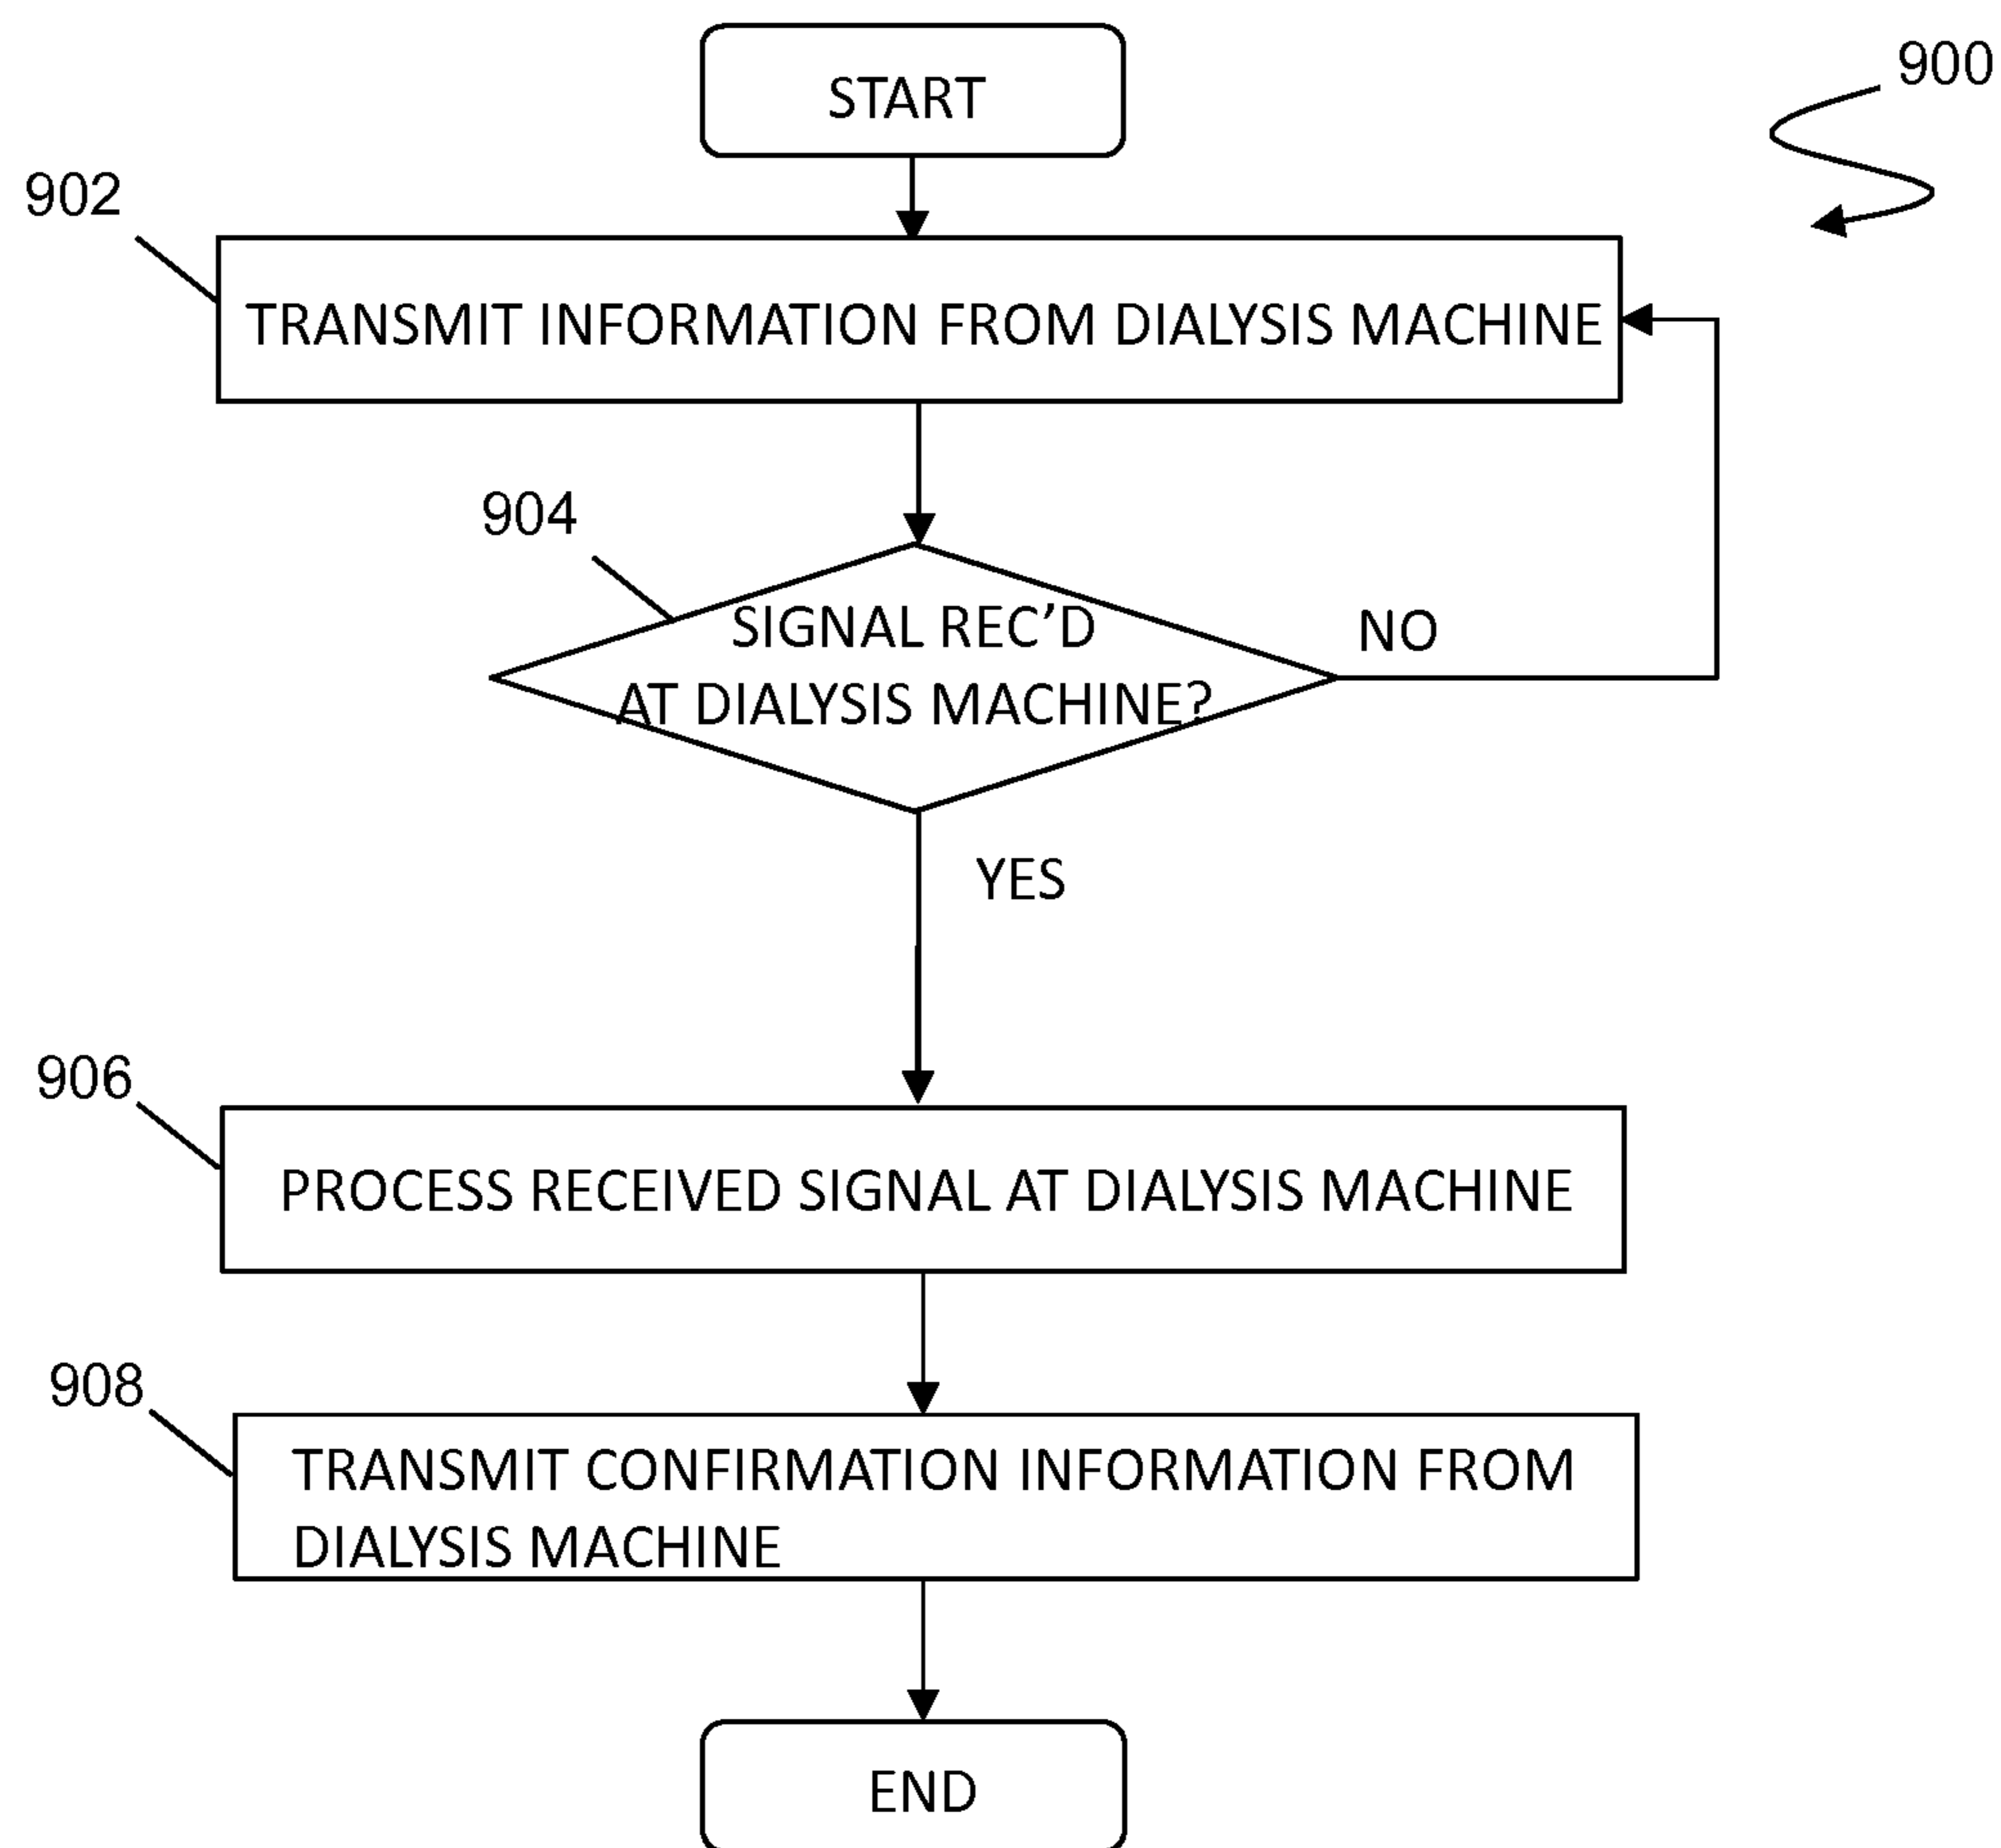 START
900
902
TRANSMIT INFORMATION FROM DIALYSIS MACHINE
904
SIGNAL REC’D
AT DIALYSIS MACHINE?
NO
YES
906
PROCESS RECEIVED SIGNAL AT DIALYSIS MACHINE
908
TRANSMIT CONFIRMATION INFORMATION FROM
DIALYSIS MACHINE
END